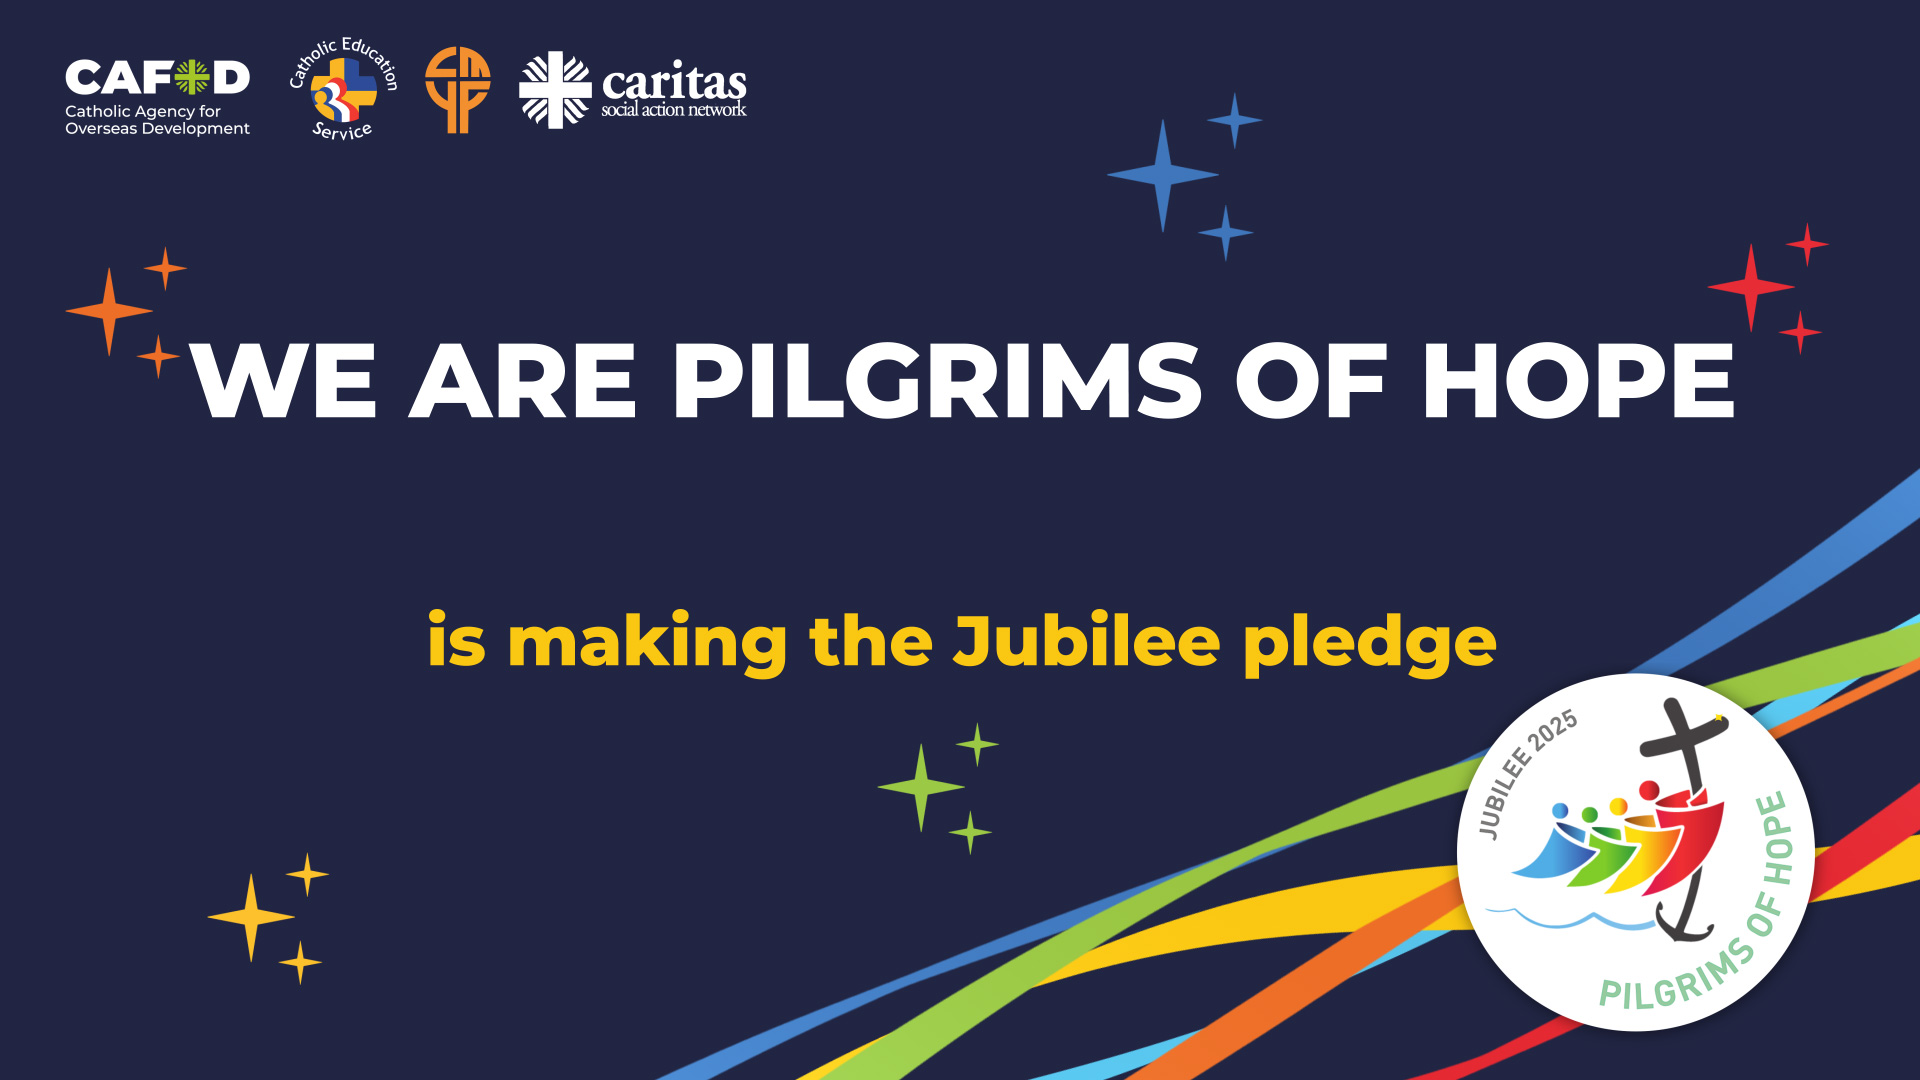 CAFOD
Catholic Agency for
Overseas Development
Catholic Education
Service
CMYF
caritas
social action network
WE ARE PILGRIMS OF HOPE
is making the Jubilee pledge
JUBILEE 2025
PILGRIMS OF HOPE